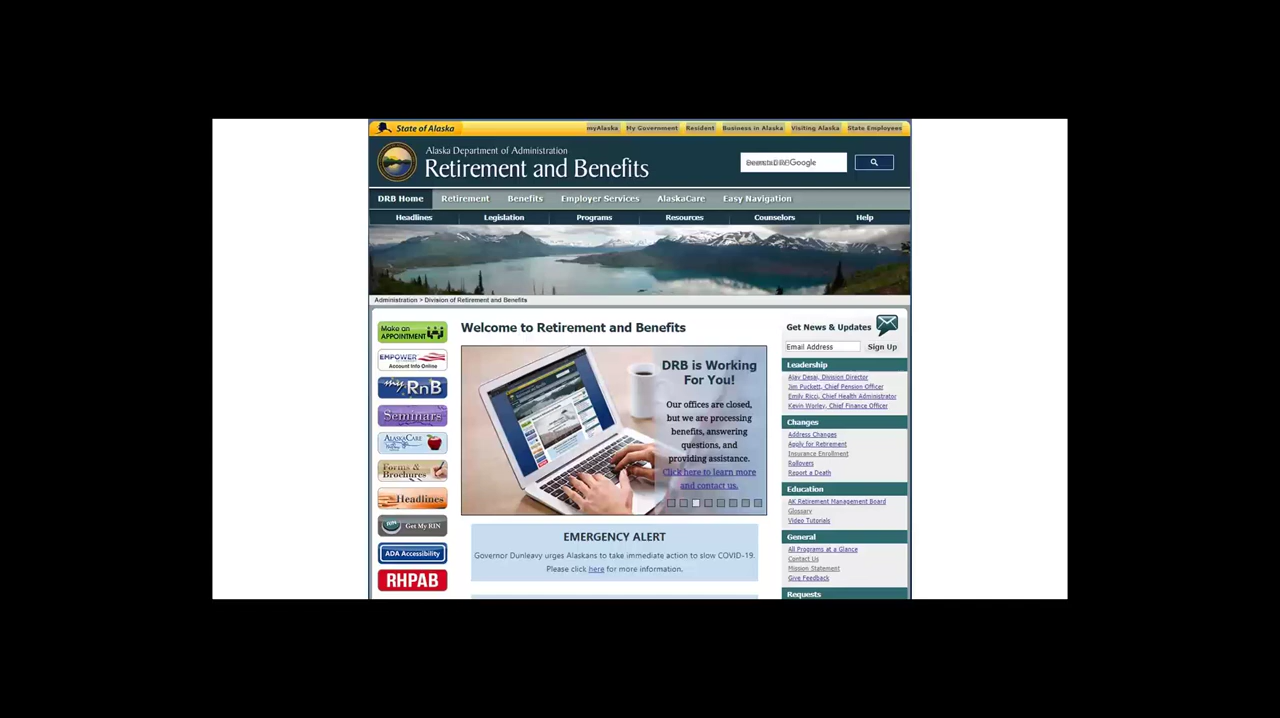 State of Alaska
myAlaska My Government Resident Business in Alaska Visiting Alaska State Employees
Alaska Department of Administration
Retirement and Benefits
Google
DRB Home Retirement Benefits Employer Services AlaskaCare Easy Navigation
Headlines Legislation Programs Resources Counselors Help
Administration > Division of Retirement and Benefits
Make an
APPOINTMENT
EMPOWER
Account Info Online
my RnB
Seminars
ALASKACARE
Forms &
Brochures
Headlines
RIN Get My RIN
ADA Accessibility
RHPAB
Welcome to Retirement and Benefits
DRB is Working
For You!
Our offices are closed,
but we are processing
benefits, answering
questions, and
providing assistance.
Click here to learn more
and contact us.
EMERGENCY ALERT
Governor Dunleavy urges Alaskans to take immediate action to slow COVID-19.
Please click here for more information.
Get News & Updates
Email Address Sign Up
Leadership
Ajay Desai, Division Director
Jim Puckett, Chief Pension Officer
Emily Ricci, Chief Health Administrator
Kevin Worley, Chief Finance Officer
Changes
Address Changes
Apply for Retirement
Insurance Enrollment
Rollovers
Report a Death
Education
AK Retirement Management Board
Glossary
Video Tutorials
General
All Programs at a Glance
Contact Us
Mission Statement
Give Feedback
Requests